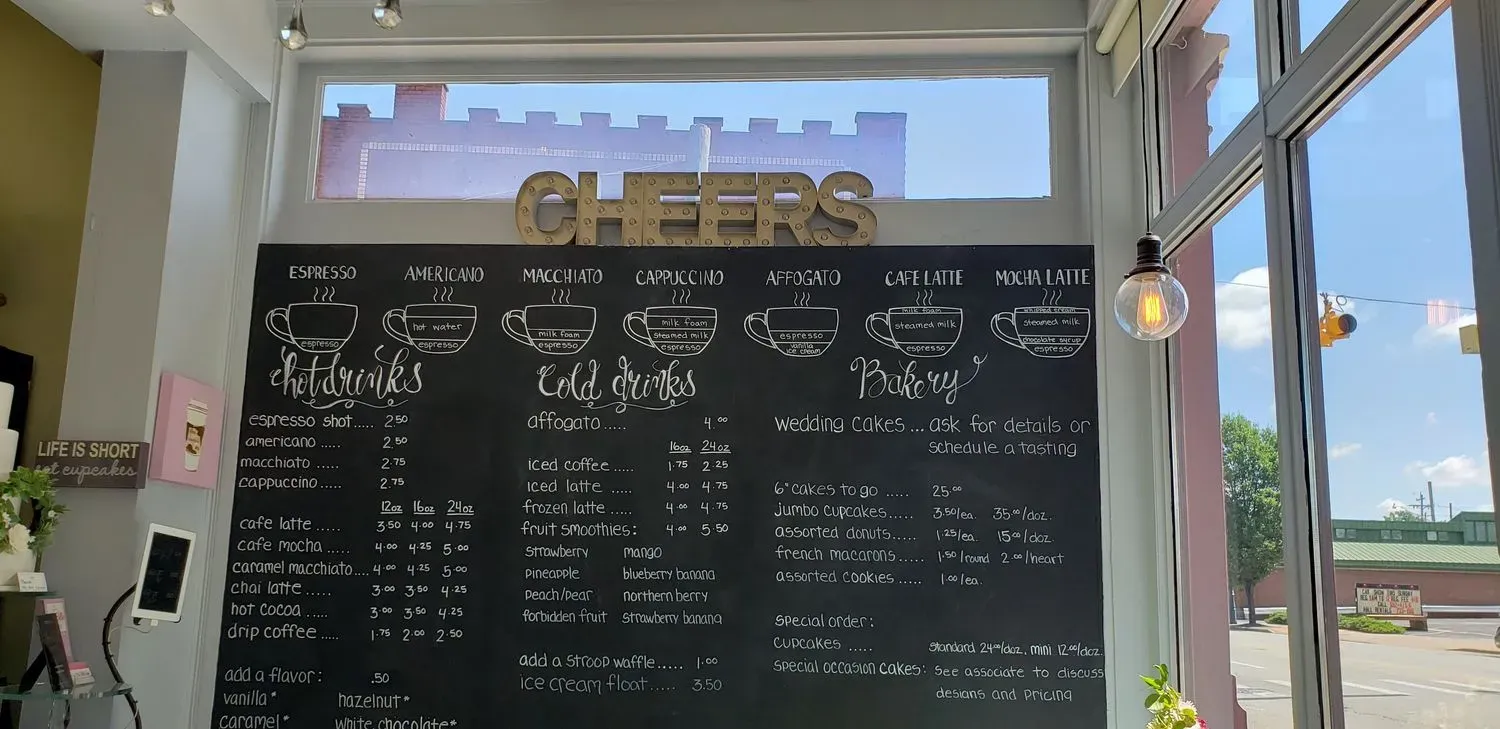 CHEERS
ESPRESSO
espresso
AMERICANO
hot water
espresso
MACCHIATO
milk foam
espresso
CAPPUCCINO
milk foam
steamed milk
espresso
AFFOGATO
espresso
vanilla
ice cream
CAFE LATTE
milk foam
steamed milk
espresso
MOCHA LATTE
whipped cream
steamed milk
chocolate syrup
espresso
hot drinks
espresso shot..... 2.50
americano ..... 2.50
macchiato ..... 2.75
cappuccino ..... 2.75
12oz 16oz 24oz
cafe latte ..... 3.50 4.00 4.75
cafe mocha ..... 4.00 4.25 5.00
caramel macchiato.... 4.00 4.25 5.00
chai latte ..... 3.00 3.50 4.25
hot cocoa ..... 3.00 3.50 4.25
drip coffee ..... 1.75 2.00 2.50
add a flavor: .50
vanilla* hazelnut*
caramel* white chocolate*
Cold drinks
affogato ..... 4.00
16oz 24oz
iced coffee ..... 1.75 2.25
iced latte ..... 4.00 4.75
frozen latte ..... 4.00 4.75
fruit smoothies: 4.00 5.50
strawberry mango
pineapple blueberry banana
peach/pear northern berry
forbidden fruit strawberry banana
add a stroop waffle..... 1.00
ice cream float..... 3.50
Bakery
wedding cakes ... ask for details or
schedule a tasting
6" cakes to go ..... 25.00
jumbo cupcakes..... 3.50/ea. 35.00/doz.
assorted donuts..... 1.25/ea. 15.00/doz.
french macarons..... 1.50/round 2.00/heart
assorted cookies ..... 1.00/ea.
special order:
cupcakes ..... standard 24.00/doz. mini 12.00/doz.
special occasion cakes: see associate to discuss
designs and pricing
LIFE IS SHORT
eat cupcakes